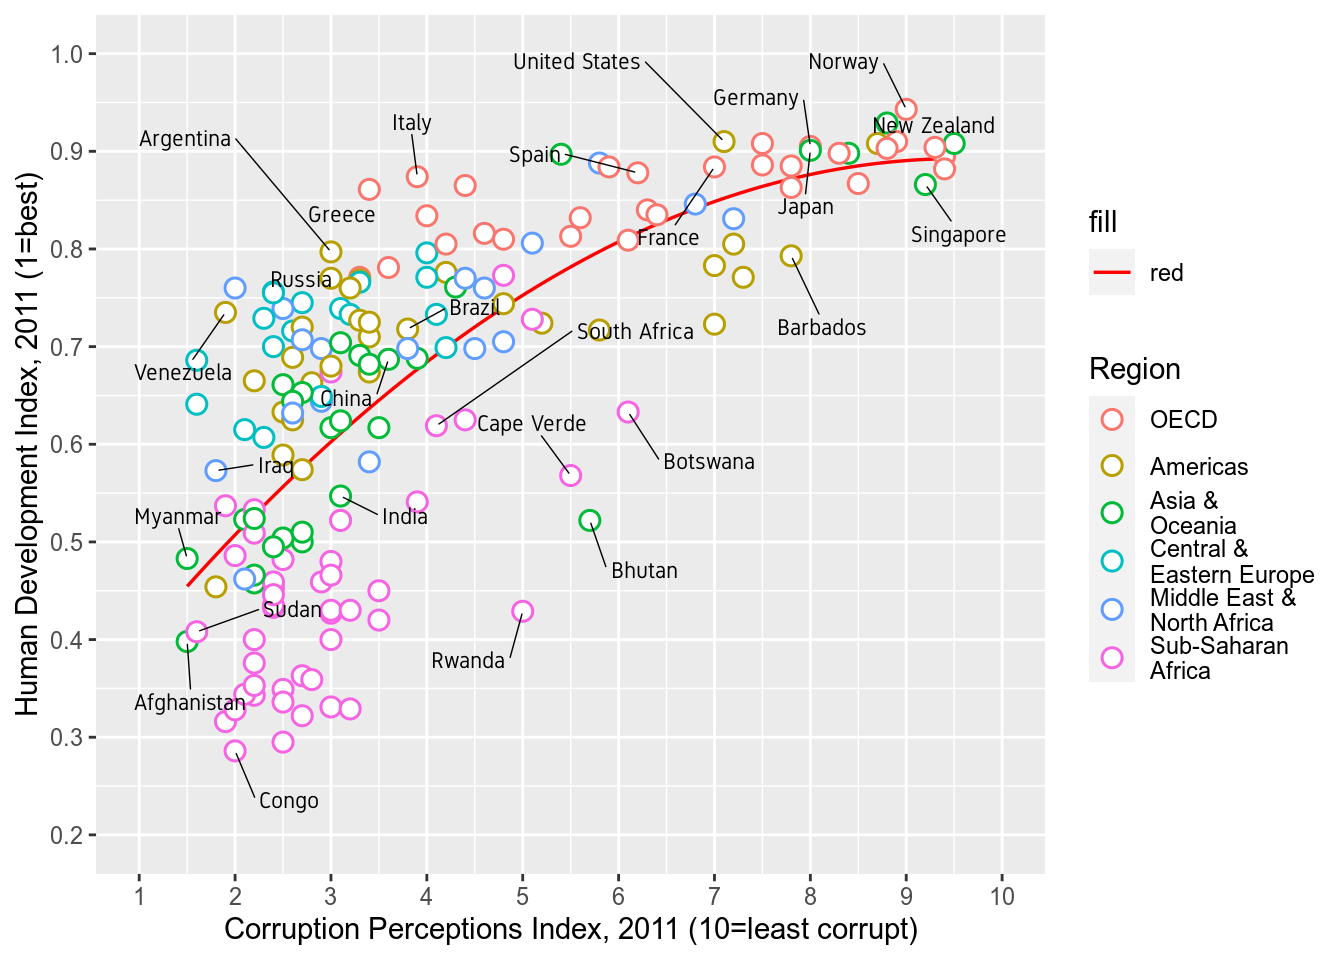 Human Development Index, 2011 (1=best)
1.0
0.9
0.8
0.7
0.6
0.5
0.4
0.3
0.2
United States
Norway
Germany
Italy
New Zealand
Argentina
Spain
Japan
Greece
France
Singapore
Russia
Brazil
Barbados
South Africa
Venezuela
China
Cape Verde
Botswana
Iraq
Myanmar
India
Bhutan
Sudan
Rwanda
Afghanistan
Congo
1 2 3 4 5 6 7 8 9 10
Corruption Perceptions Index, 2011 (10=least corrupt)
fill
red
Region
OECD
Americas
Asia &
Oceania
Central &
Eastern Europe
Middle East &
North Africa
Sub-Saharan
Africa